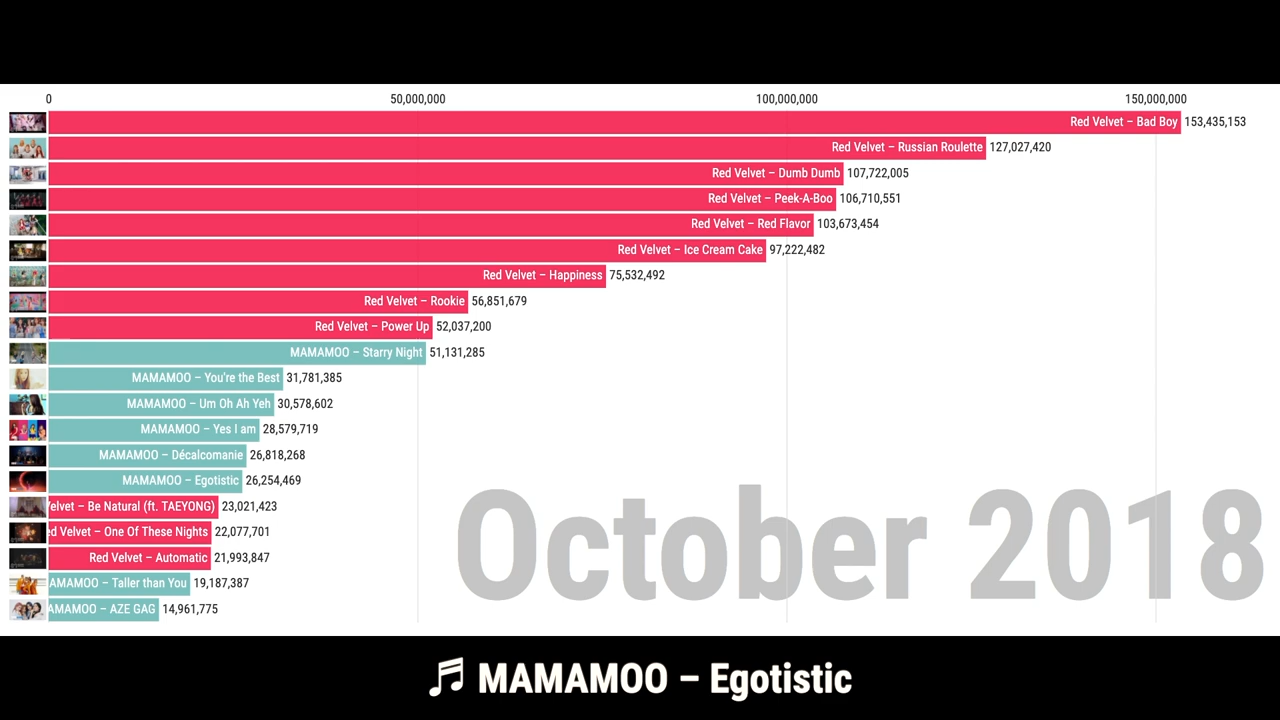 0 50,000,000 100,000,000 150,000,000
Red Velvet – Bad Boy 153,435,153
Red Velvet – Russian Roulette 127,027,420
Red Velvet – Dumb Dumb 107,722,005
Red Velvet – Peek-A-Boo 106,710,551
Red Velvet – Red Flavor 103,673,454
Red Velvet – Ice Cream Cake 97,222,482
Red Velvet – Happiness 75,532,492
Red Velvet – Rookie 56,851,679
Red Velvet – Power Up 52,037,200
MAMAMOO – Starry Night 51,131,285
MAMAMOO – You're the Best 31,781,385
MAMAMOO – Um Oh Ah Yeh 30,578,602
MAMAMOO – Yes I am 28,579,719
MAMAMOO – Décalcomanie 26,818,268
MAMAMOO – Egotistic 26,254,469
Velvet – Be Natural (ft. TAEYONG) 23,021,423
ed Velvet – One Of These Nights 22,077,701
Red Velvet – Automatic 21,993,847
AMAMOO – Taller than You 19,187,387
AMAMOO – AZE GAG 14,961,775
October 2018
MAMAMOO – Egotistic